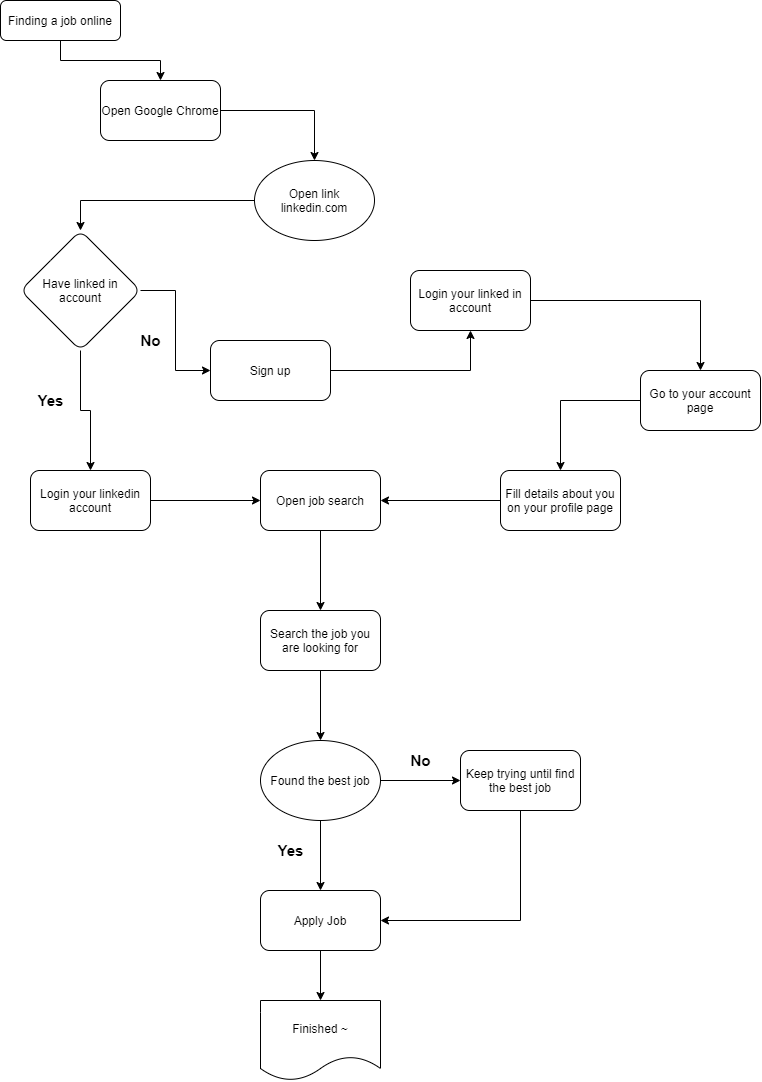 Finding a job online
Open Google Chrome
Open link
linkedin.com
Have linked in
account
No
Yes
Sign up
Login your linked in
account
Go to your account
page
Login your linkedin
account
Open job search
Fill details about you
on your profile page
Search the job you
are looking for
Found the best job
No
Keep trying until find
the best job
Yes
Apply Job
Finished ~